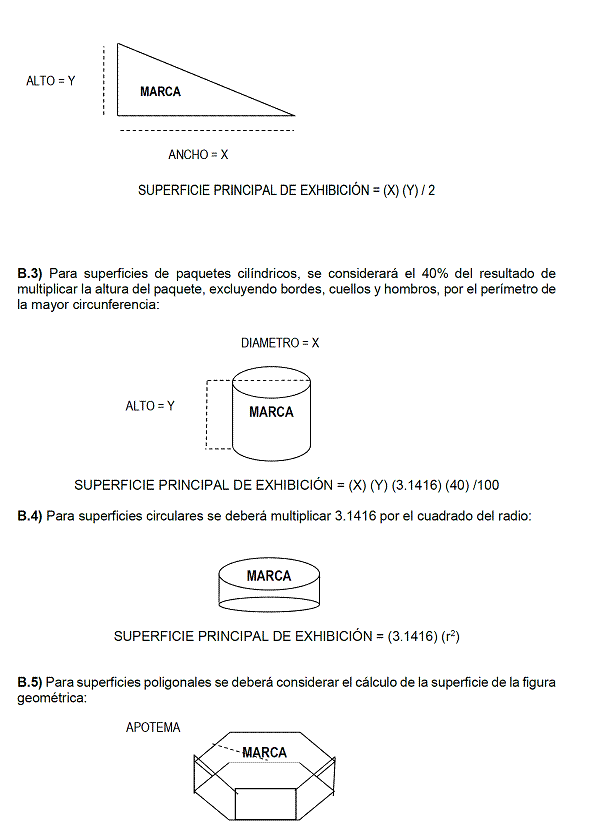 ALTO = Y
MARCA
ANCHO = X
SUPERFICIE PRINCIPAL DE EXHIBICIÓN = (X) (Y) / 2
B.3) Para superficies de paquetes cilíndricos, se considerará el 40% del resultado de
multiplicar la altura del paquete, excluyendo bordes, cuellos y hombros, por el perímetro de
la mayor circunferencia:
DIAMETRO = X
ALTO = Y
MARCA
SUPERFICIE PRINCIPAL DE EXHIBICIÓN = (X) (Y) (3.1416) (40) /100
B.4) Para superficies circulares se deberá multiplicar 3.1416 por el cuadrado del radio:
MARCA
SUPERFICIE PRINCIPAL DE EXHIBICIÓN = (3.1416) (r²)
B.5) Para superficies poligonales se deberá considerar el cálculo de la superficie de la figura
geométrica:
APOTEMA
MARCA